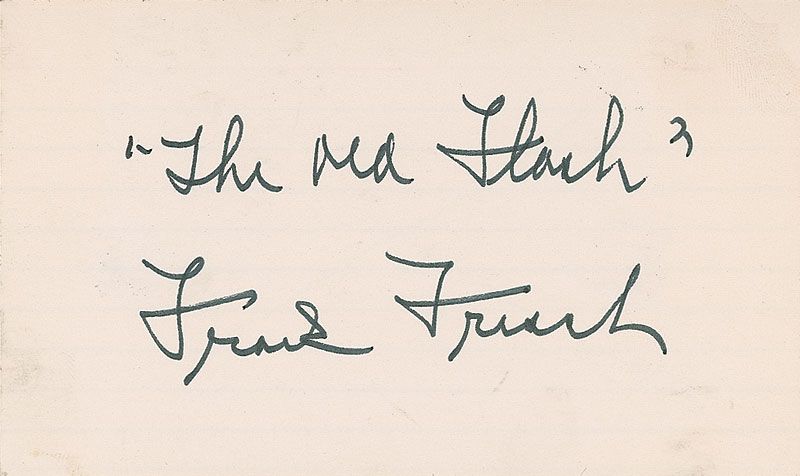 "The Old Flash"
Frank Frisch